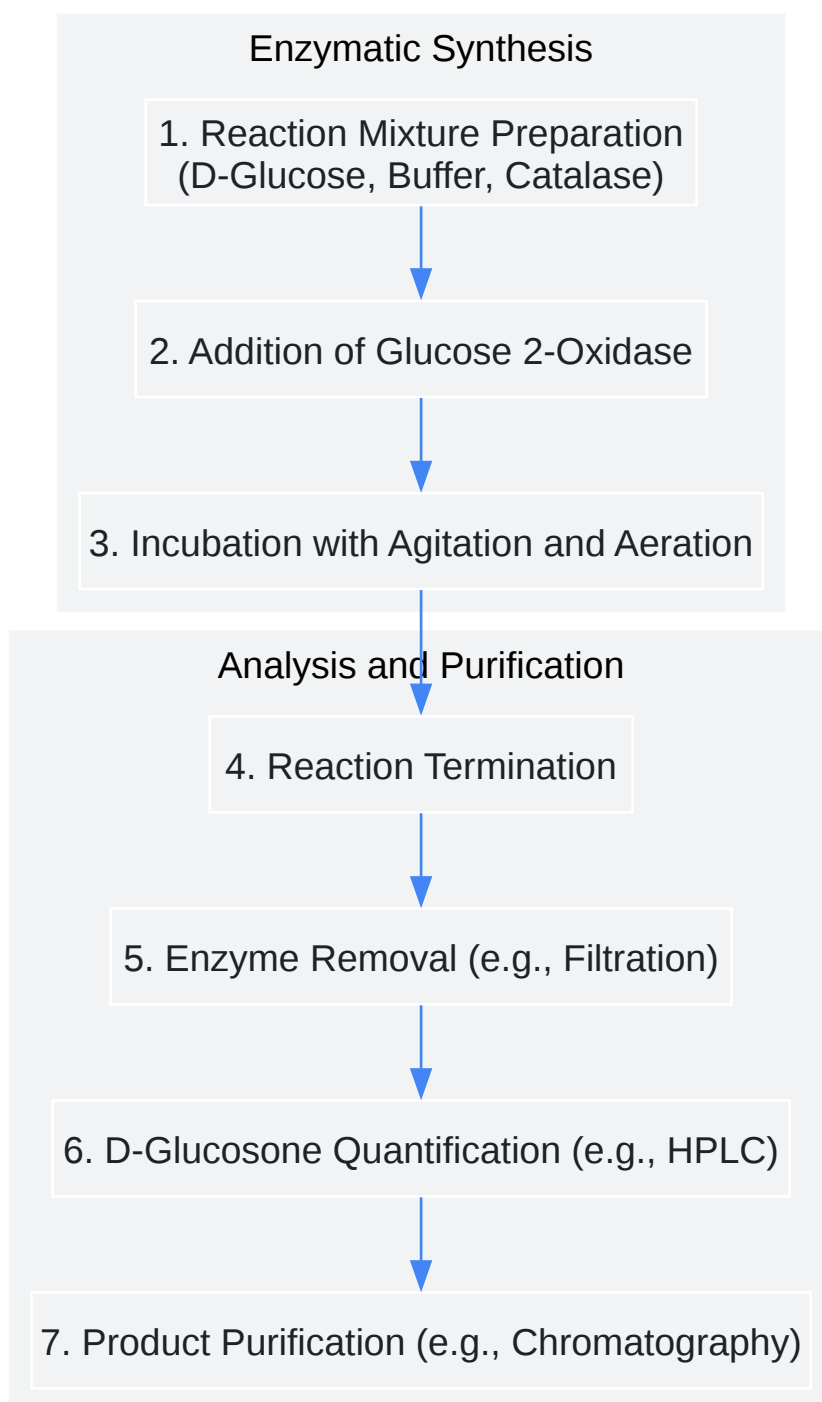 Enzymatic Synthesis
1. Reaction Mixture Preparation
(D-Glucose, Buffer, Catalase)
2. Addition of Glucose 2-Oxidase
3. Incubation with Agitation and Aeration
Analysis and Purification
4. Reaction Termination
5. Enzyme Removal (e.g., Filtration)
6. D-Glucosone Quantification (e.g., HPLC)
7. Product Purification (e.g., Chromatography)